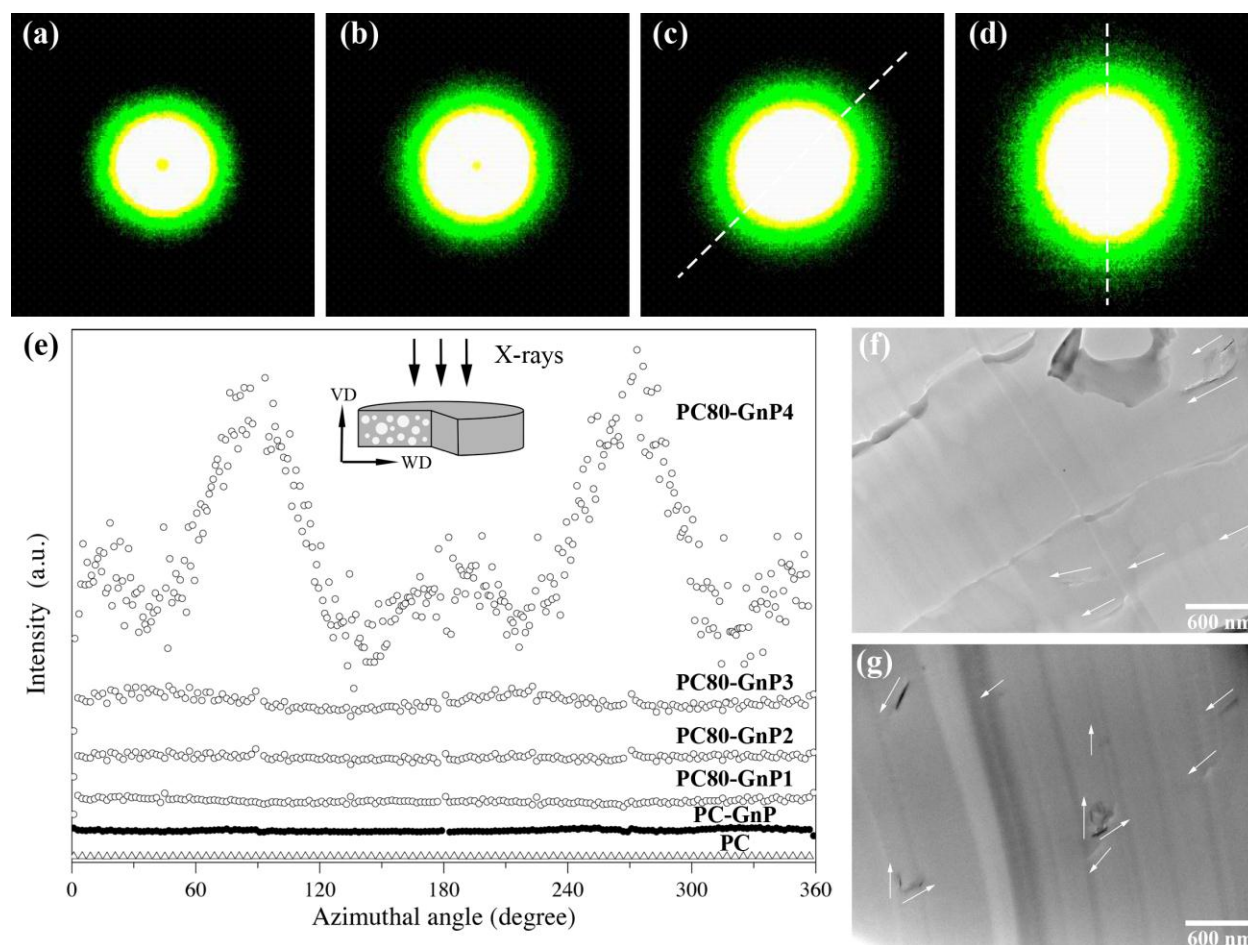 (a)
(b)
(c)
(d)
(e)
X-rays
VD
WD
PC80-GnP4
PC80-GnP3
PC80-GnP2
PC80-GnP1
PC-GnP
PC
Intensity (a.u.)
0 60 120 180 240 300 360
Azimuthal angle (degree)
(f)
600 nm
(g)
600 nm